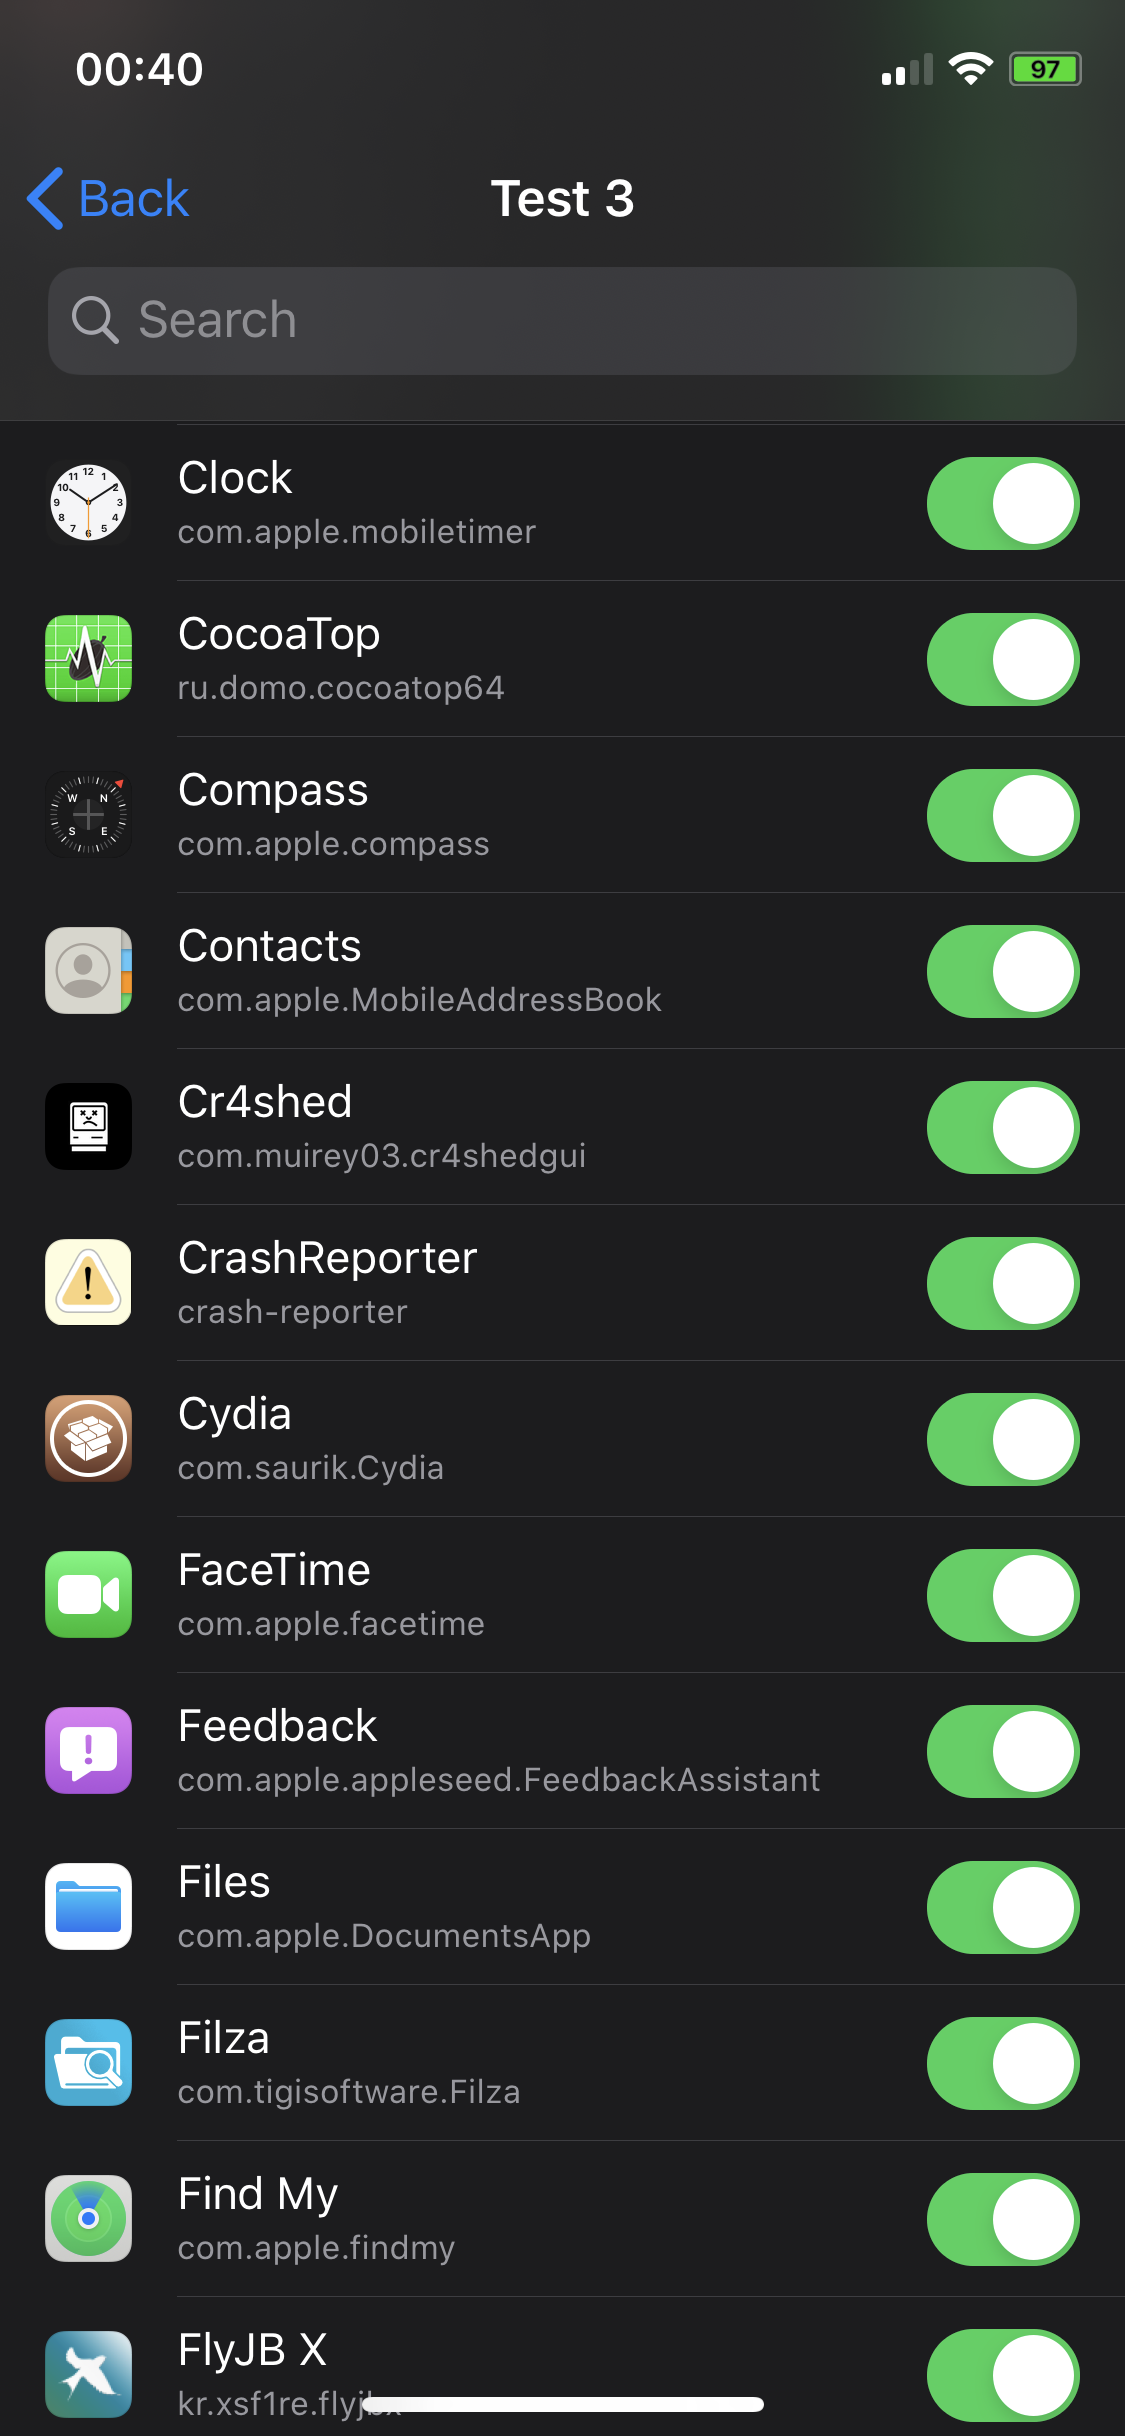 00:40
97
Back
Test 3
Search
Clock
com.apple.mobiletimer
CocoaTop
ru.domo.cocoatop64
Compass
com.apple.compass
Contacts
com.apple.MobileAddressBook
Cr4shed
com.muirey03.cr4shedgui
CrashReporter
crash-reporter
Cydia
com.saurik.Cydia
FaceTime
com.apple.facetime
Feedback
com.apple.appleseed.FeedbackAssistant
Files
com.apple.DocumentsApp
Filza
com.tigisoftware.Filza
Find My
com.apple.findmy
FlyJB X
kr.xsf1re.flyjbx